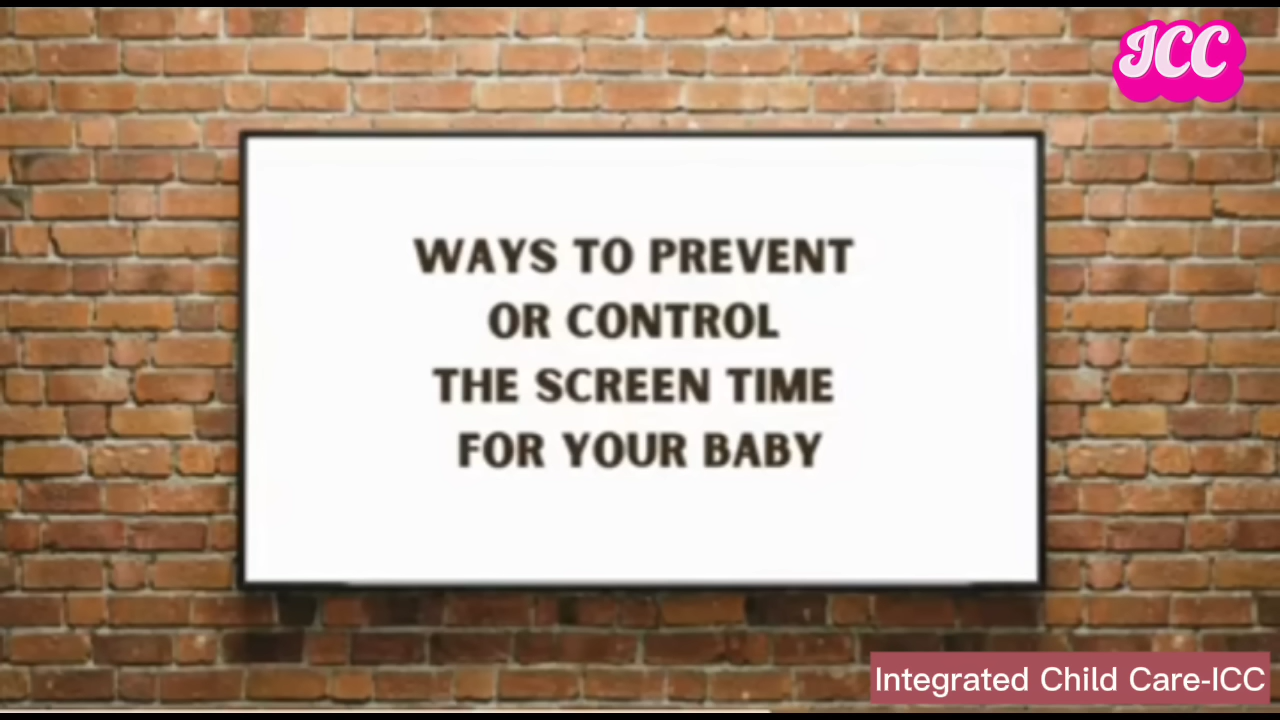 ICC
WAYS TO PREVENT
OR CONTROL
THE SCREEN TIME
FOR YOUR BABY
Integrated Child Care-ICC